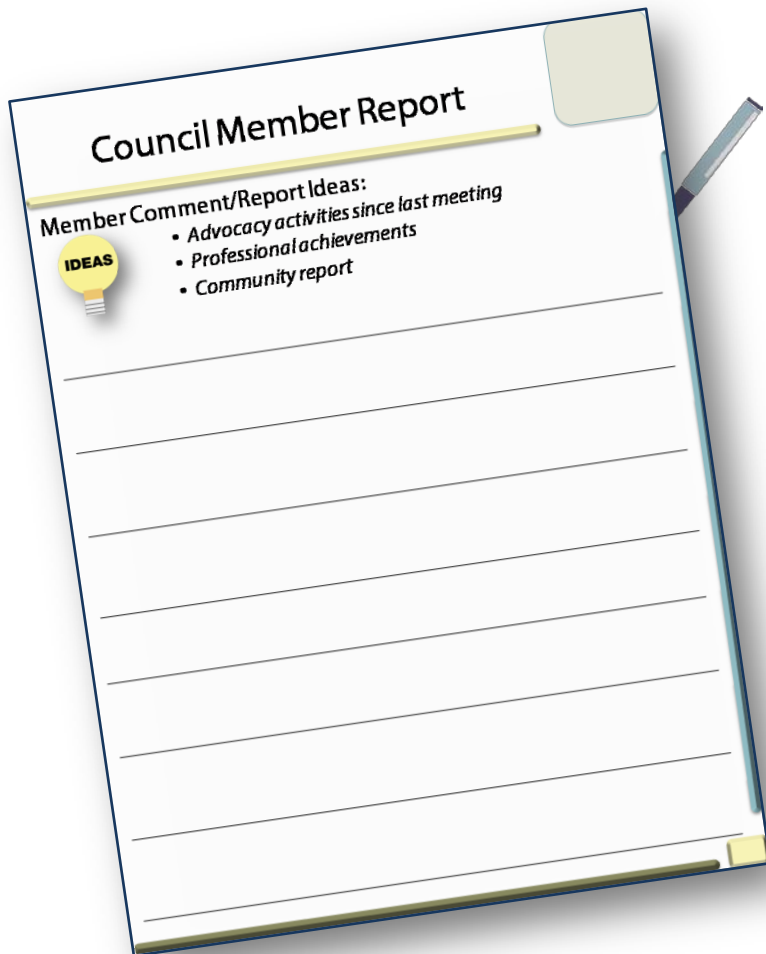 Council Member Report
Member Comment/Report Ideas:
• Advocacy activities since last meeting
IDEAS
• Professional achievements
• Community report